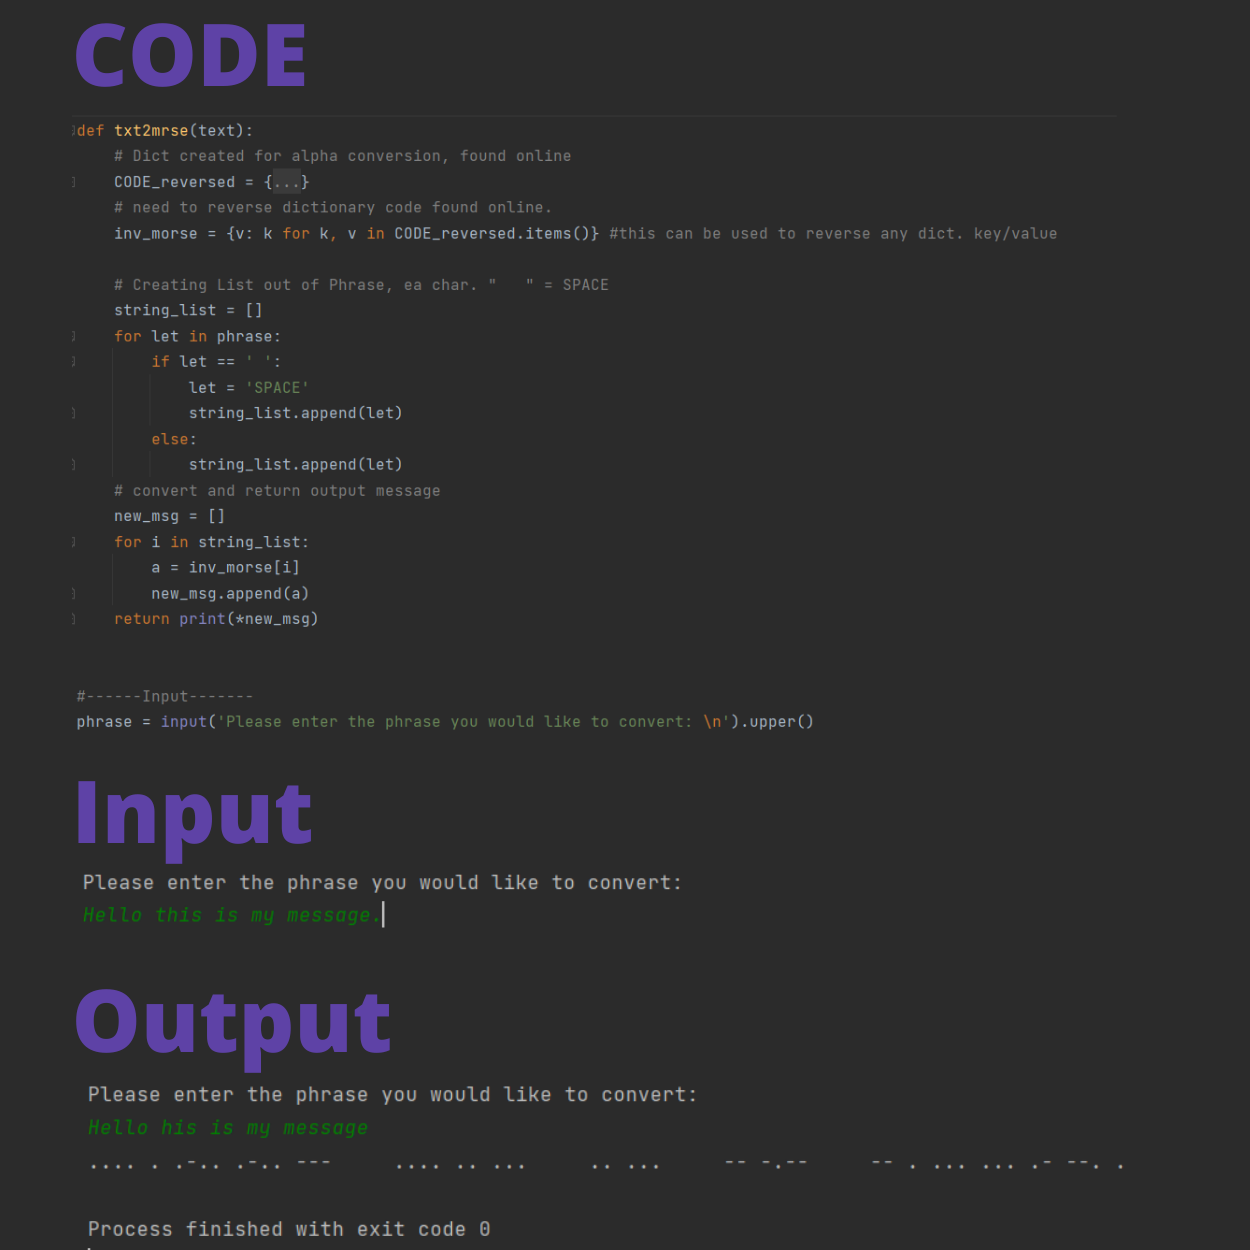 CODE
def txt2mrse(text):
    # Dict created for alpha conversion, found online
    CODE_reversed = {...}
    # need to reverse dictionary code found online.
    inv_morse = {v: k for k, v in CODE_reversed.items()} #this can be used to reverse any dict. key/value
    # Creating List out of Phrase, ea char. "   " = SPACE
    string_list = []
    for let in phrase:
        if let == ' ':
            let = 'SPACE'
            string_list.append(let)
        else:
            string_list.append(let)
    # convert and return output message
    new_msg = []
    for i in string_list:
        a = inv_morse[i]
        new_msg.append(a)
    return print(*new_msg)
#------Input-------
phrase = input('Please enter the phrase you would like to convert: \n').upper()
Input
Please enter the phrase you would like to convert:
Hello this is my message.
Output
Please enter the phrase you would like to convert:
Hello his is my message
.... . .-.. .-.. ---     .... .. ...     .. ...     -- -.--     -- . ... ... .- --. .
Process finished with exit code 0